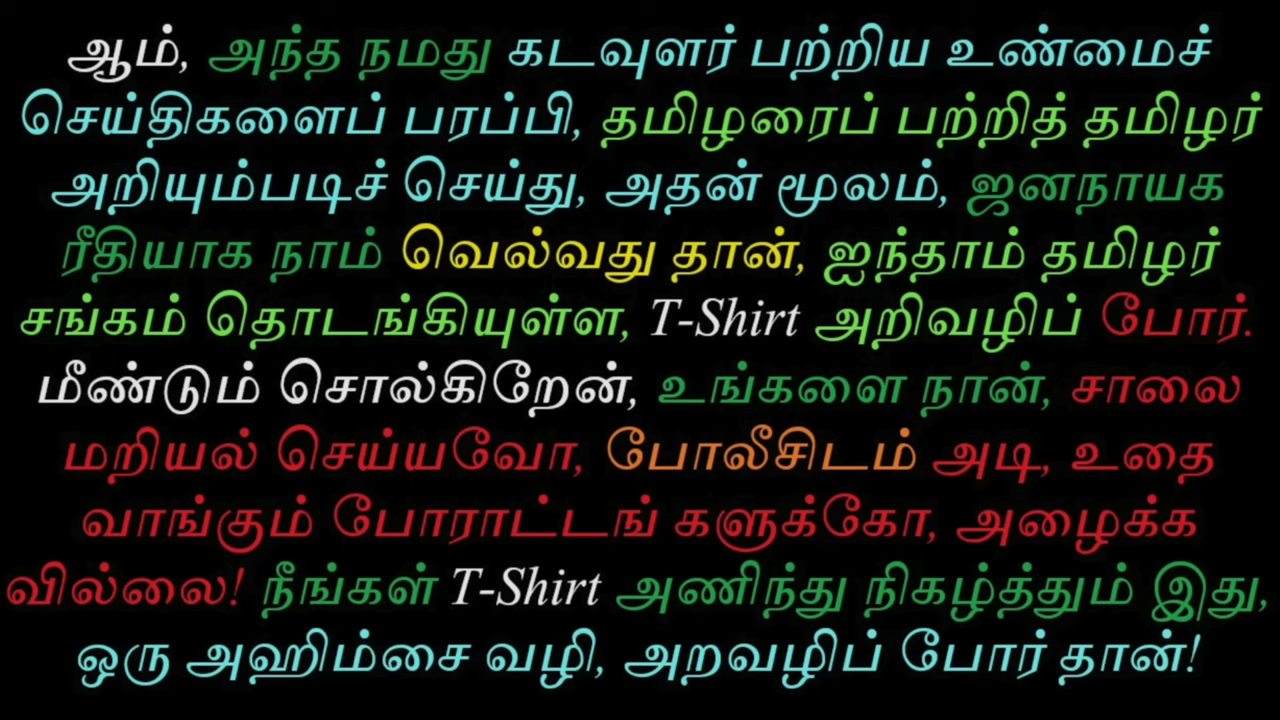 ஆம், அந்த நமது கடவுளர் பற்றிய உண்மைச்
செய்திகளைப் பரப்பி, தமிழரைப் பற்றித் தமிழர்
அறியும்படிச் செய்து, அதன் மூலம், ஜனநாயக
ரீதியாக நாம் வெல்வது தான், ஐந்தாம் தமிழர்
சங்கம் தொடங்கியுள்ள, T-Shirt அறிவழிப் போர்.
மீண்டும் சொல்கிறேன், உங்களை நான், சாலை
மறியல் செய்யவோ, போலீசிடம் அடி, உதை
வாங்கும் போராட்டங் களுக்கோ, அழைக்க
வில்லை! நீங்கள் T-Shirt அணிந்து நிகழ்த்தும் இது,
ஒரு அஹிம்சை வழி, அறவழிப் போர் தான்!